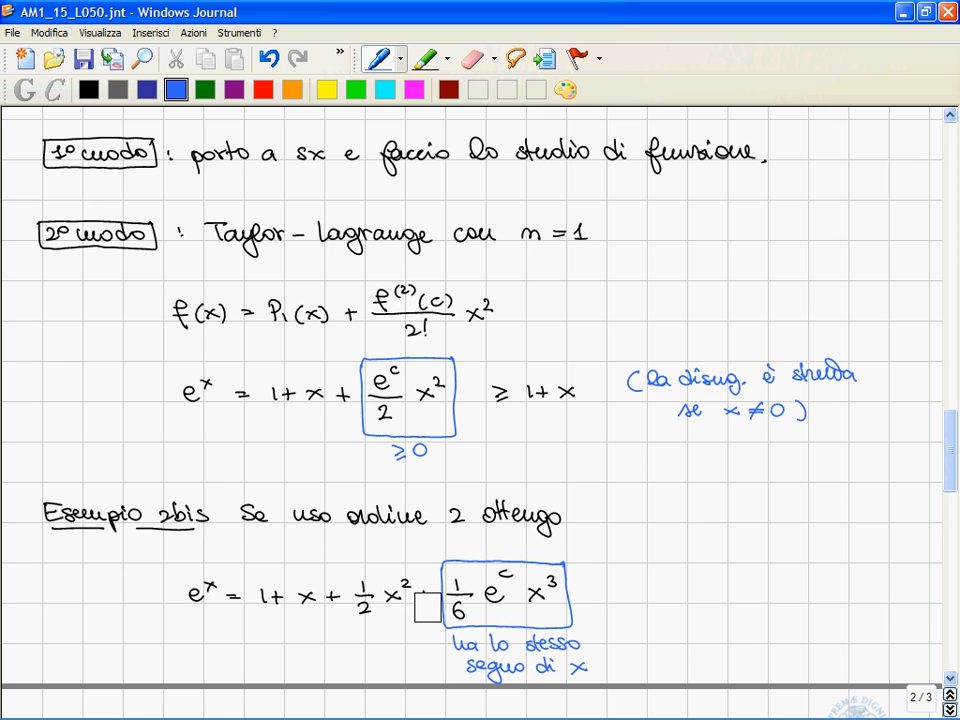 AM1_15_L050.jnt - Windows Journal
File Modifica Visualizza Inserisci Azioni Strumenti ?
1° modo : porto a sx e faccio lo studio di funzione.
2° modo : Taylor-Lagrange con n = 1
f(x) = P₁(x) + f⁽²⁾(c)/2! x²
eˣ = 1 + x + eᶜ/2 x² ≥ 1 + x (la disug. è stretta
se x ≠ 0)
≥ 0
Esempio 2bis Se uso ordine 2 ottengo
eˣ = 1 + x + 1/2 x² 1/6 eᶜ x³
ha lo stesso
segno di x
2 / 3